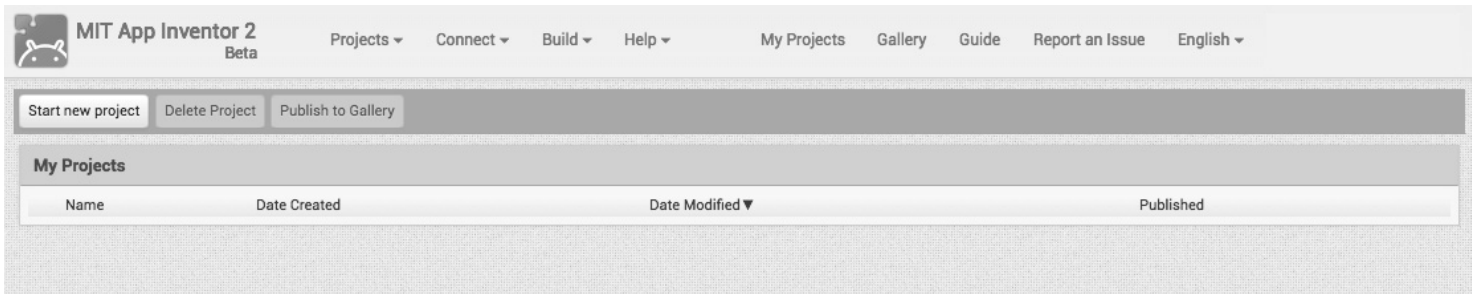 MIT App Inventor 2
Beta
Projects Connect Build Help My Projects Gallery Guide Report an Issue English
Start new project Delete Project Publish to Gallery
My Projects
Name Date Created Date Modified Published